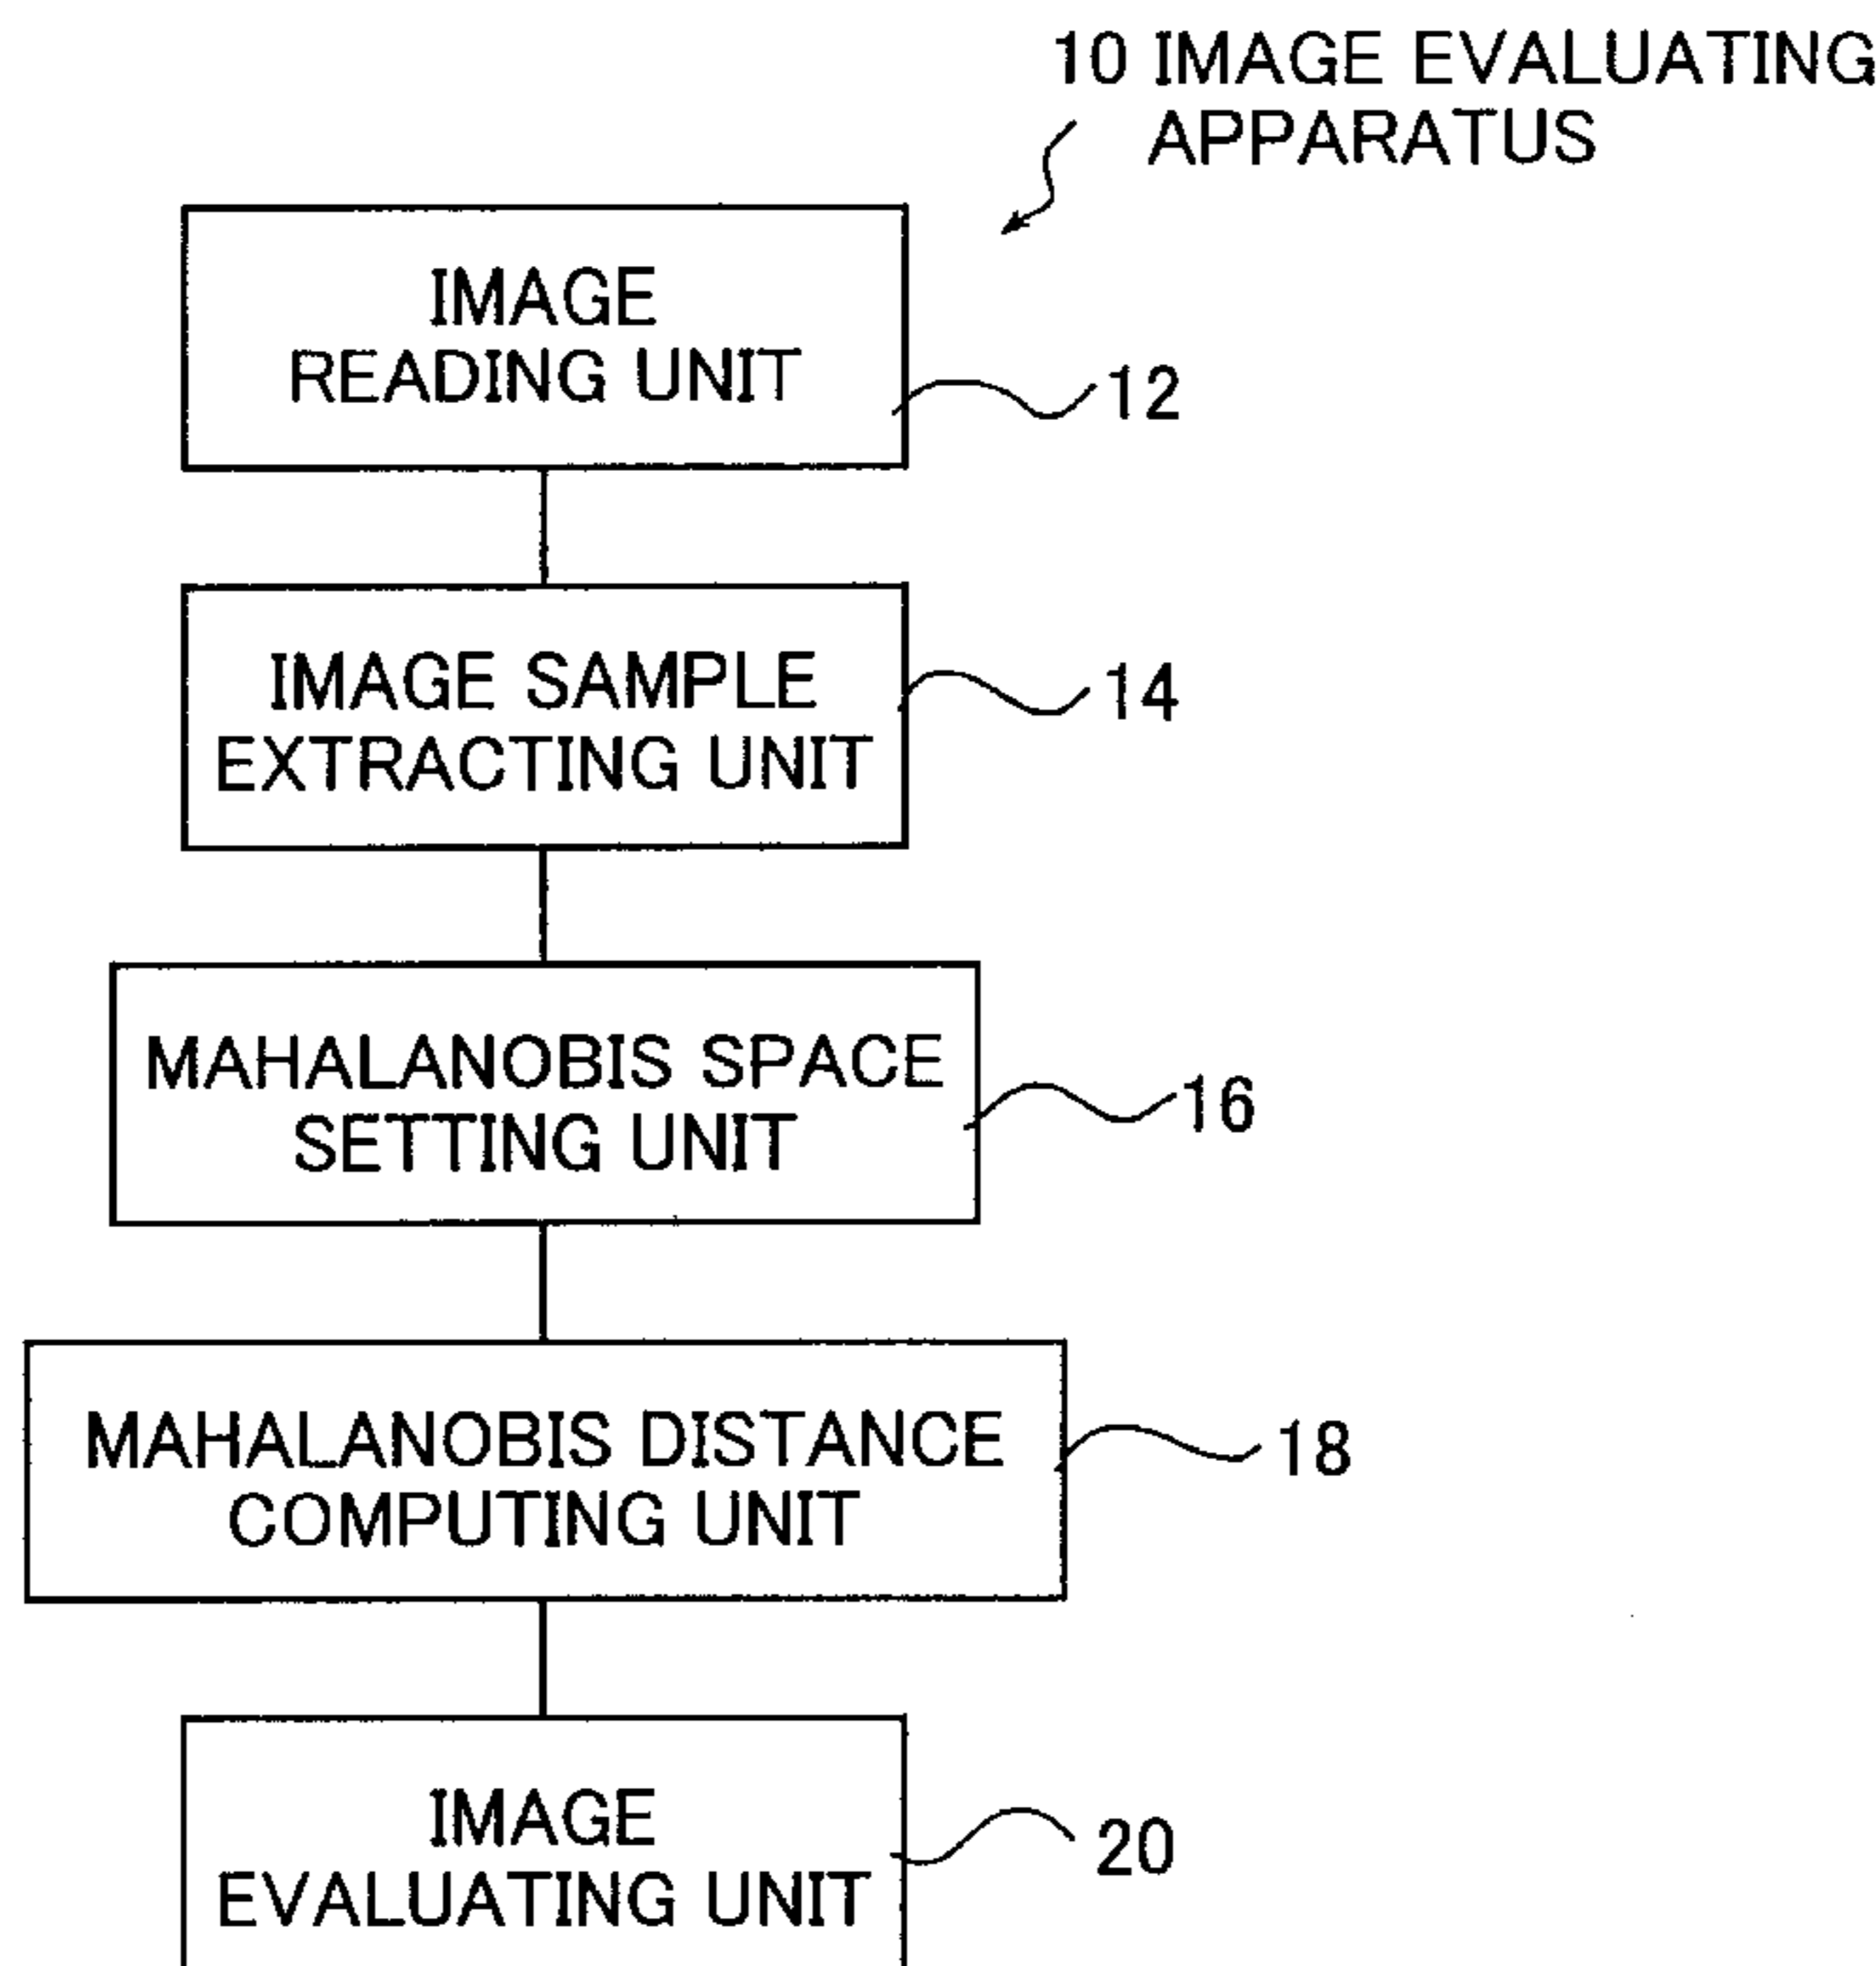 10 IMAGE EVALUATING
APPARATUS
IMAGE
READING UNIT
12
IMAGE SAMPLE
EXTRACTING UNIT
14
MAHALANOBIS SPACE
SETTING UNIT
16
MAHALANOBIS DISTANCE
COMPUTING UNIT
18
IMAGE
EVALUATING UNIT
20